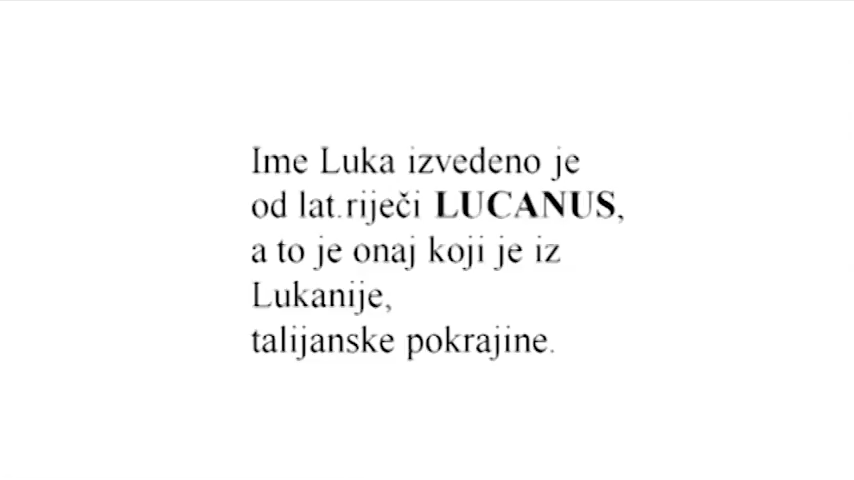 Ime Luka izvedeno je
od lat.riječi LUCANUS,
a to je onaj koji je iz
Lukanije,
talijanske pokrajine.